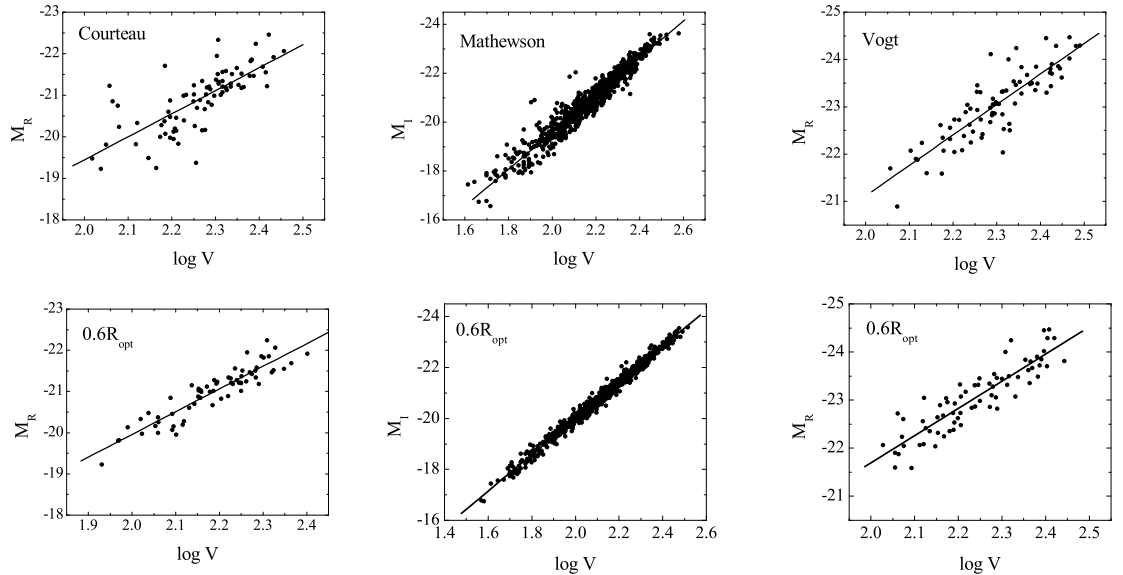 Courteau
-23
-22
-21
-20
-19
-18
M_R
2.0 2.1 2.2 2.3 2.4 2.5
log V
Mathewson
-24
-22
-20
-18
-16
M_I
1.6 1.8 2.0 2.2 2.4 2.6
log V
Vogt
-25
-24
-23
-22
-21
M_R
2.0 2.1 2.2 2.3 2.4 2.5
log V
0.6R_opt
-23
-22
-21
-20
-19
-18
M_R
1.9 2.0 2.1 2.2 2.3 2.4
log V
0.6R_opt
-24
-22
-20
-18
-16
M_I
1.4 1.6 1.8 2.0 2.2 2.4 2.6
log V
0.6R_opt
-25
-24
-23
-22
-21
M_R
2.0 2.1 2.2 2.3 2.4 2.5
log V